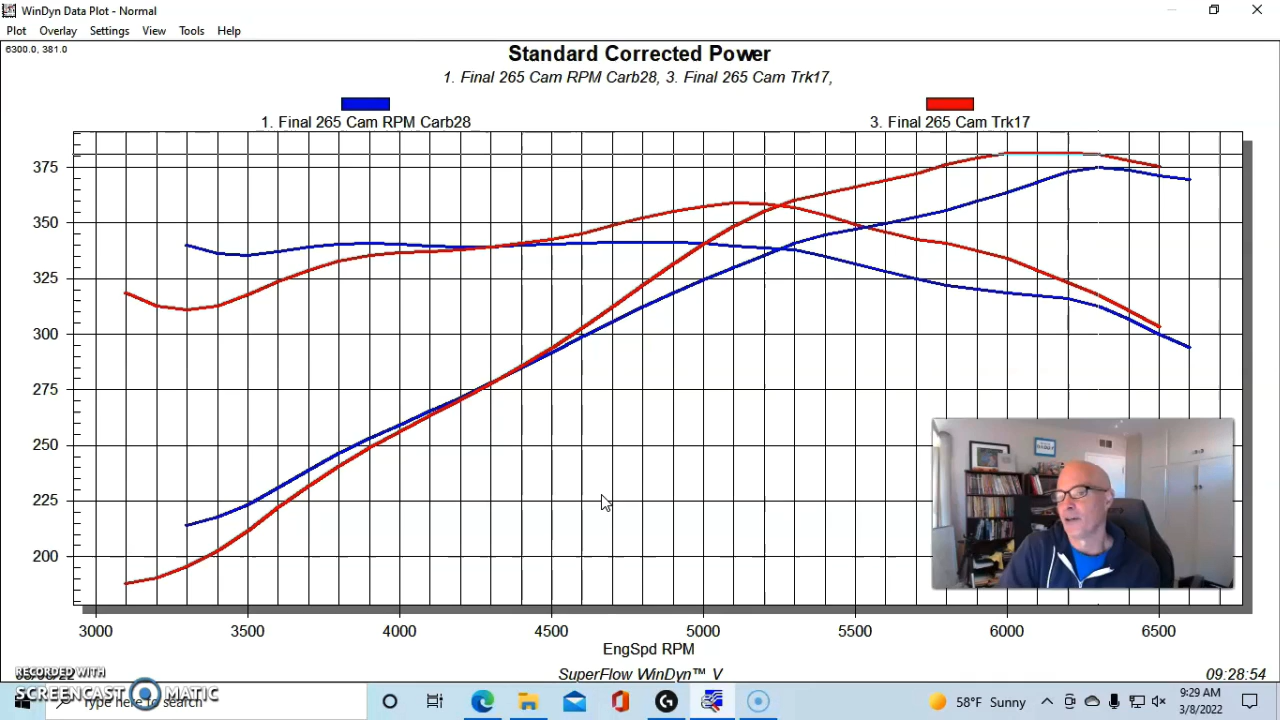 WinDyn Data Plot - Normal
Plot Overlay Settings View Tools Help
6300.0, 381.0
Standard Corrected Power
1. Final 265 Cam RPM Carb28, 3. Final 265 Cam Trk17,
1. Final 265 Cam RPM Carb28
3. Final 265 Cam Trk17
375
350
325
300
275
250
225
200
3000 3500 4000 4500 5000 5500 6000 6500
EngSpd RPM
RECORDED WITH
SuperFlow WinDyn™ V
09:28:54
SCREENCAST MATIC
Type here to search
58°F Sunny
9:29 AM
3/8/2022